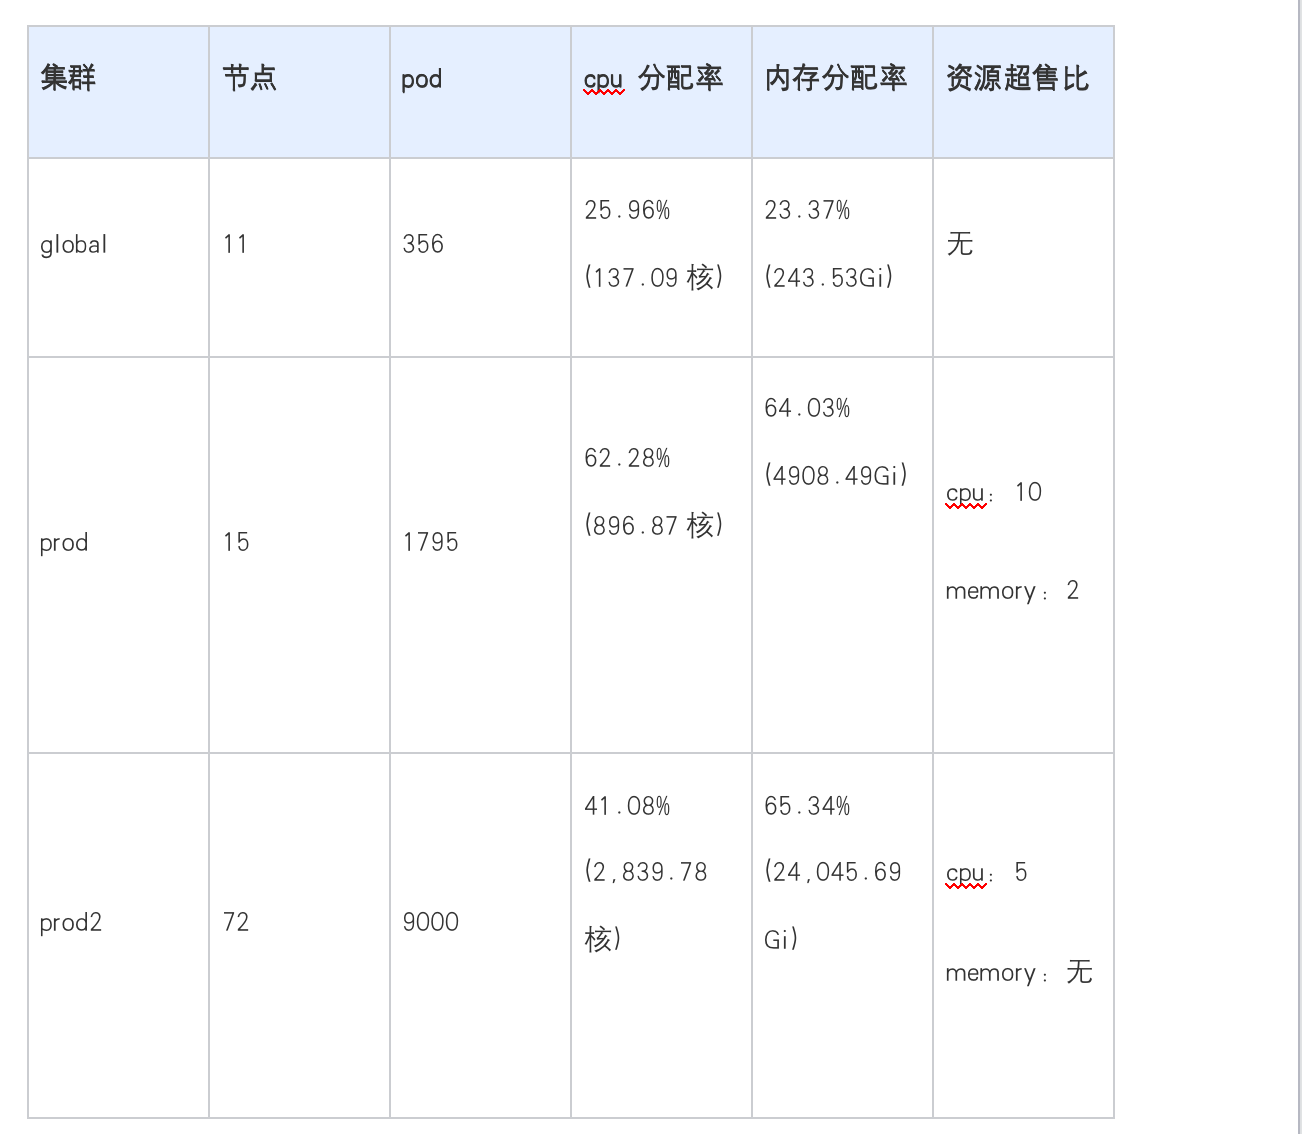 集群
节点
pod
cpu 分配率
内存分配率
资源超售比
global
11
356
25.96%
(137.09 核)
23.37%
(243.53Gi)
无
prod
15
1795
62.28%
(896.87 核)
64.03%
(4908.49Gi)
cpu： 10
memory： 2
prod2
72
9000
41.08%
(2,839.78
核)
65.34%
(24,045.69
Gi)
cpu： 5
memory： 无